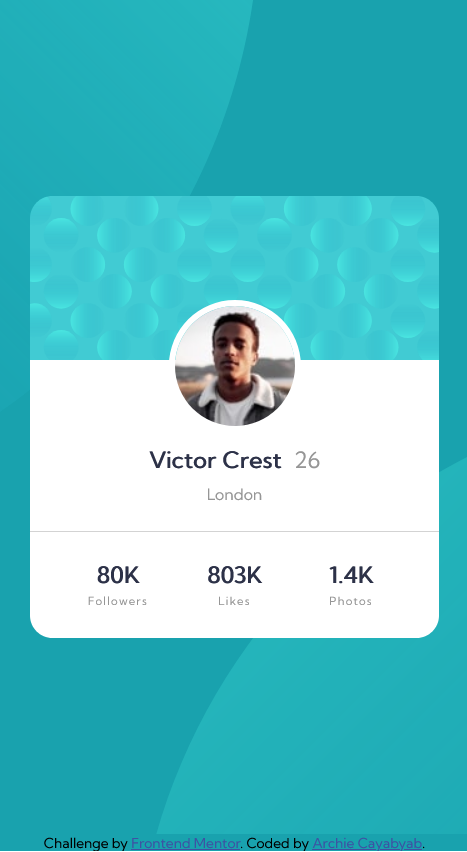 Victor Crest 26
London
80K 803K 1.4K
Followers Likes Photos
Challenge by Frontend Mentor. Coded by Archie Cayabyab.